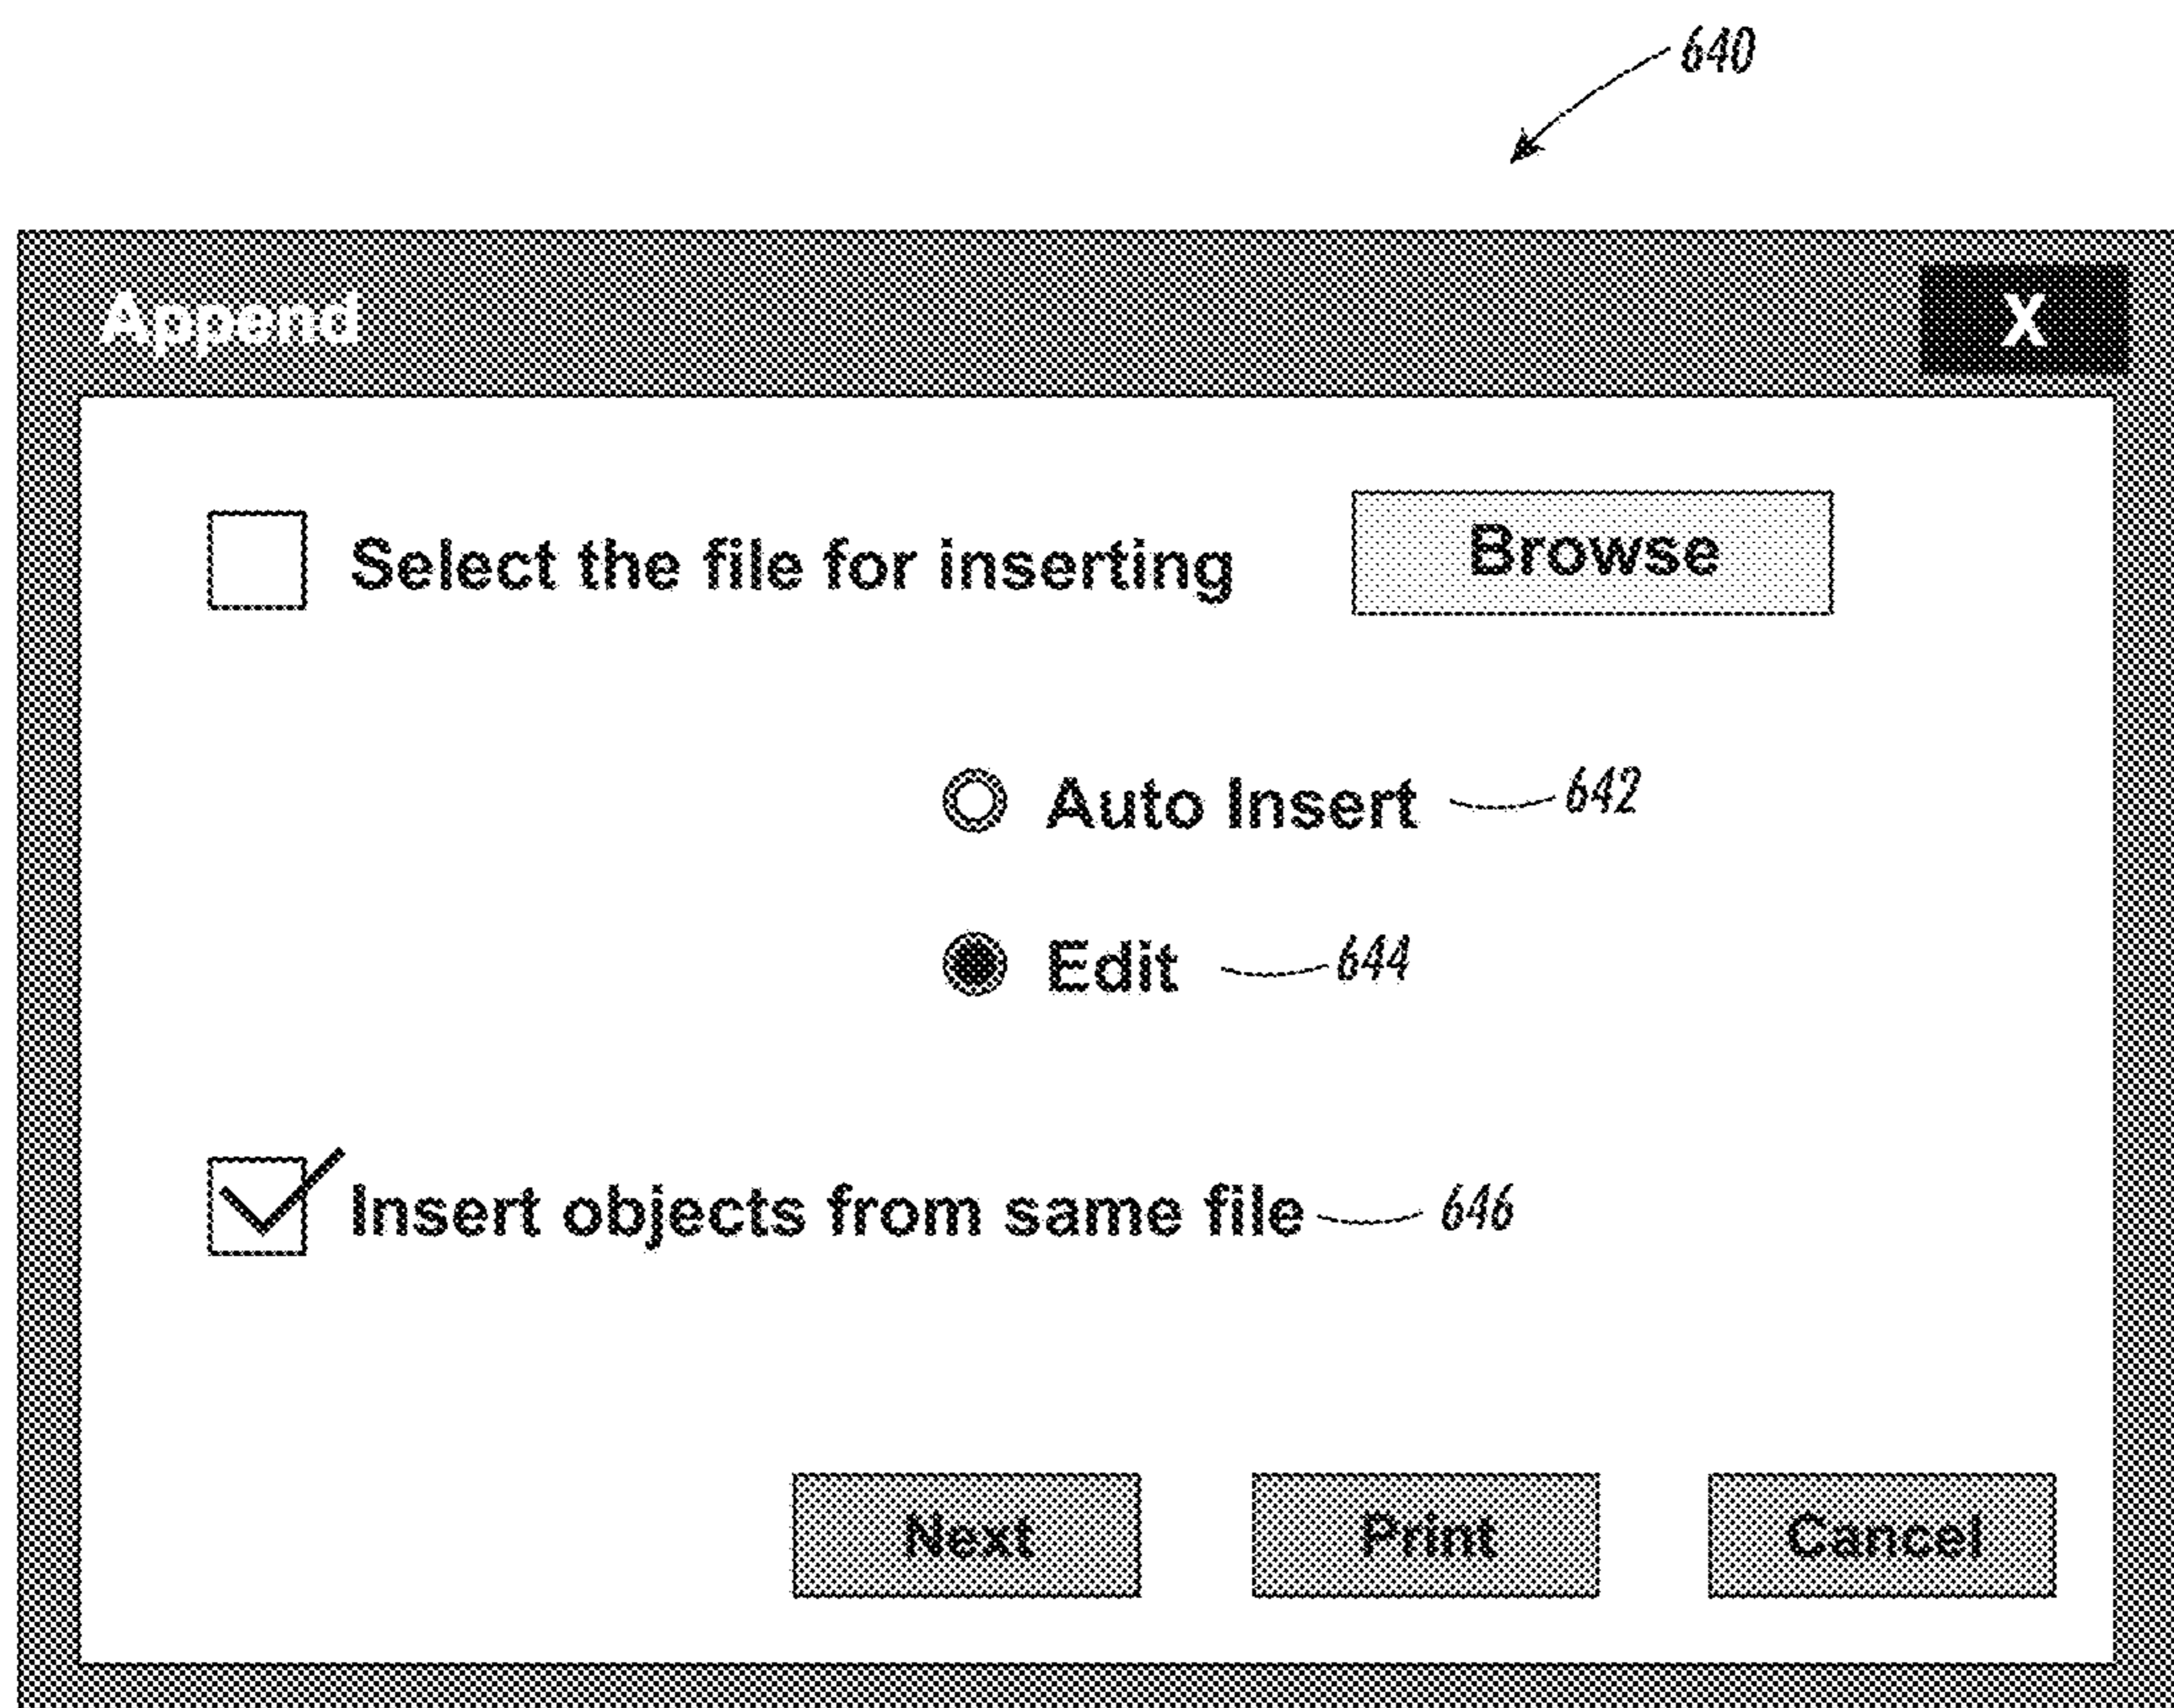 640
Append X
Select the file for inserting Browse
Auto Insert 642
Edit 644
Insert objects from same file 646
Next Print Cancel